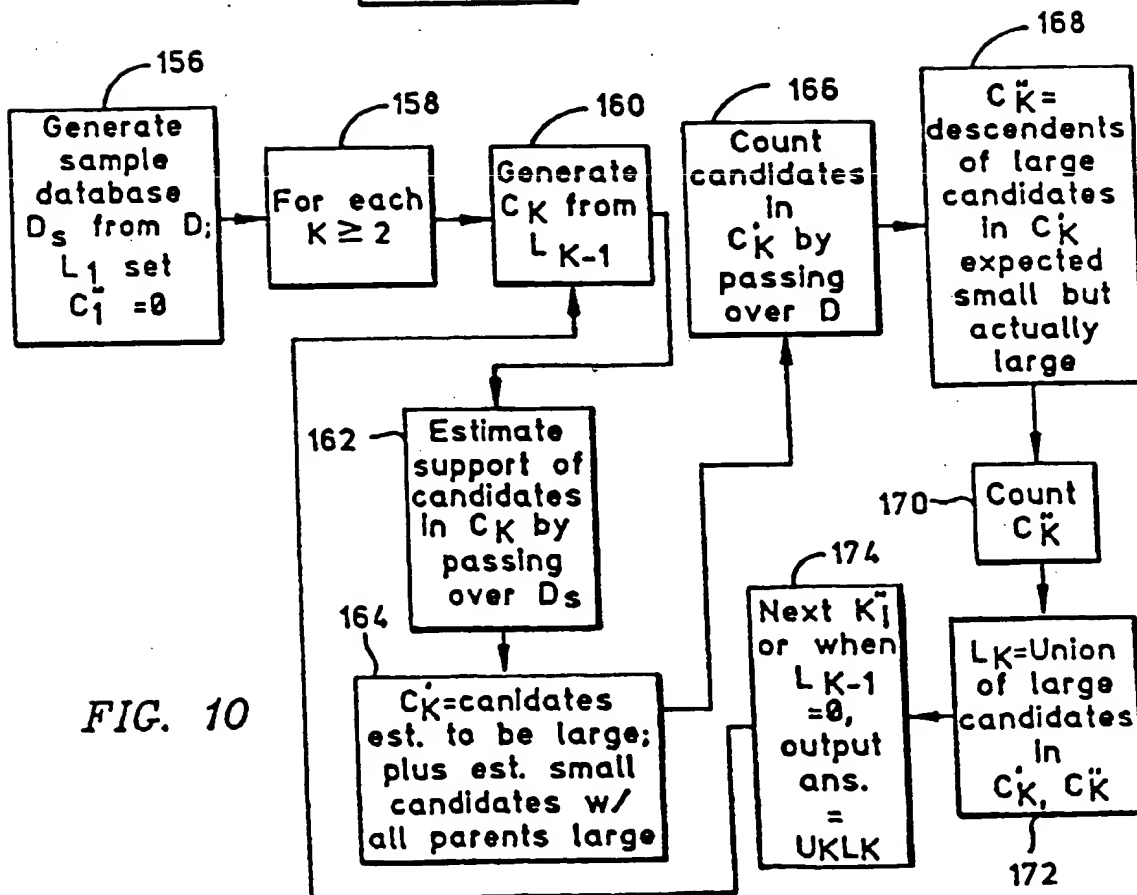 156
Generate
sample
database
Ds from D;
L1 set
C̈1 =0
158
For each
K ≥ 2
160
Generate
CK from
L K-1
162
Estimate
support of
candidates
in CK by
passing
over Ds
164
C'K=canidates
est. to be large;
plus est. small
candidates w/
all parents large
166
Count
candidates
in
C'K by
passing
over D
168
C̈K=
descendents
of large
candidates
in C'K
expected
small but
actually
large
170
Count
C̈K
172
LK=Union
of large
candidates
in
C'K, C̈K
174
Next K;
or when
L K-1
=0,
output
ans.
=
UKLK
FIG. 10